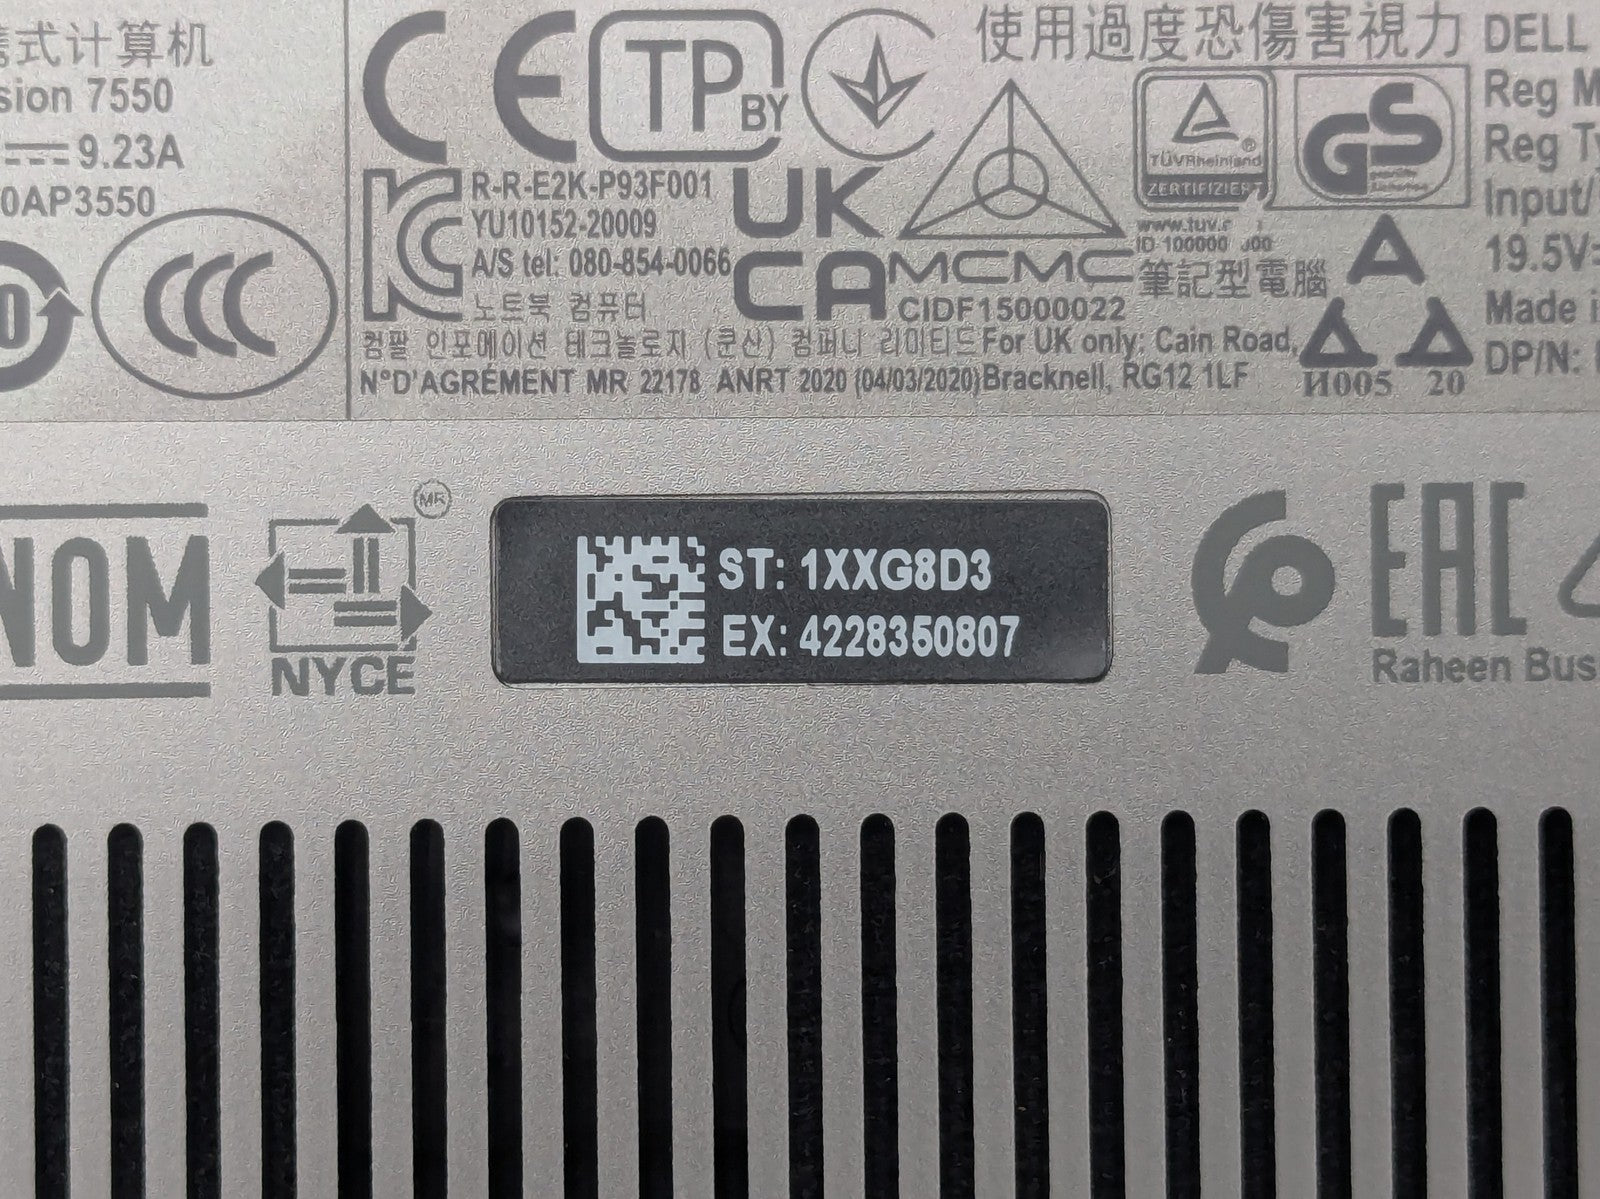 式计算机
sion 7550
9.23A
0AP3550
CE
TP BY
R-R-E2K-P93F001
YU10152-20009
A/S tel: 080-854-0066
노트북 컴퓨터
컴팔 인포메이션 테크놀로지 (쿤산) 컴퍼니 리미티드
N°D'AGRÉMENT MR 22178 ANRT 2020 (04/03/2020)
CCC
UK
CA
使用過度恐傷害視力
MCMC
CIDF15000022
For UK only: Cain Road,
Bracknell, RG12 1LF
TÜVRheinland
ZERTIFIZIERT
GS
geprüfte
Sicherheit
www.tuv.
筆記型電腦
И005 20
DELL
Reg M
Reg Ty
Input/
19.5V
Made i
DP/N:
NOM
NYCE
MR
ST: 1XXG8D3
EX: 4228350807
EAC
Raheen Bus